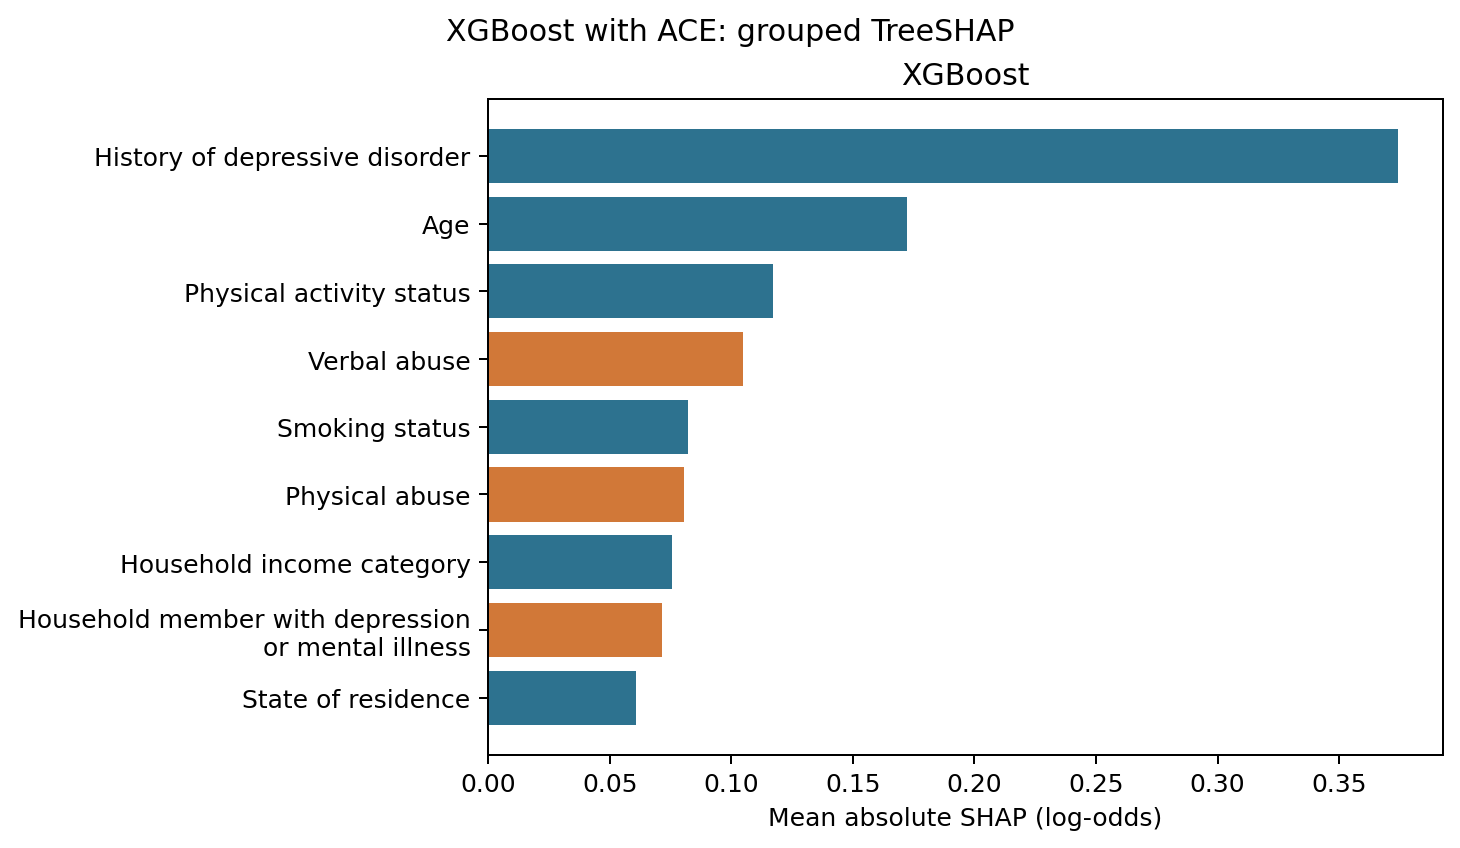 XGBoost with ACE: grouped TreeSHAP
XGBoost
History of depressive disorder
Age
Physical activity status
Verbal abuse
Smoking status
Physical abuse
Household income category
Household member with depression
or mental illness
State of residence
0.00 0.05 0.10 0.15 0.20 0.25 0.30 0.35
Mean absolute SHAP (log-odds)